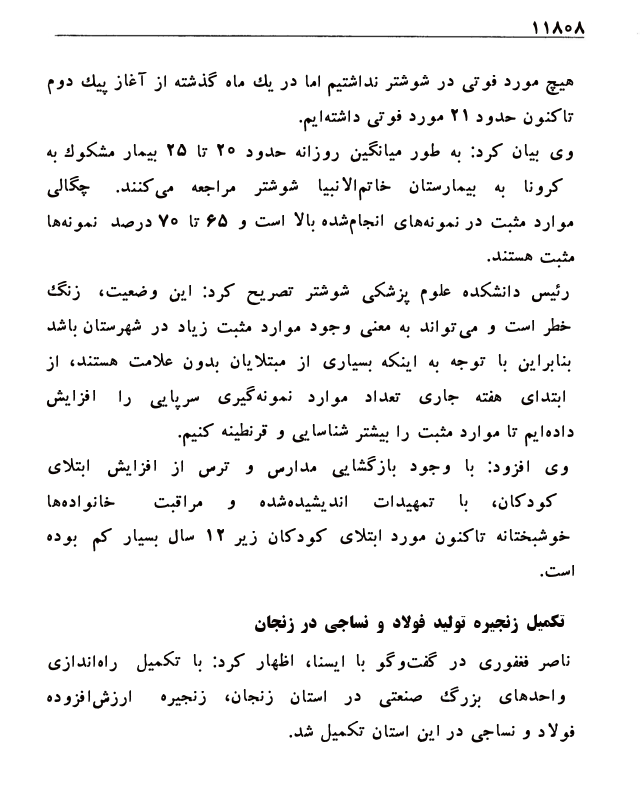 ۱۱۸۰۸
هیچ مورد فوتی در شوشتر نداشتیم اما در یك ماه گذشته از آغاز پیك دوم
تاکنون حدود ۲۱ مورد فوتی داشته‌ایم.
وی بیان کرد: به طور میانگین روزانه حدود ۲۰ تا ۲۵ بیمار مشکوك به
کرونا به بیمارستان خاتم‌الانبیا شوشتر مراجعه می‌کنند. چگالی
موارد مثبت در نمونه‌های انجام‌شده بالا است و ۶۵ تا ۷۰ درصد نمونه‌ها
مثبت هستند.
رئیس دانشکده علوم پزشکی شوشتر تصریح کرد: این وضعیت، زنگ
خطر است و می‌تواند به معنی وجود موارد مثبت زیاد در شهرستان باشد
بنابراین با توجه به اینکه بسیاری از مبتلایان بدون علامت هستند، از
ابتدای هفته جاری تعداد موارد نمونه‌گیری سرپایی را افزایش
داده‌ایم تا موارد مثبت را بیشتر شناسایی و قرنطینه کنیم.
وی افزود: با وجود بازگشایی مدارس و ترس از افزایش ابتلای
کودکان، با تمهیدات اندیشیده‌شده و مراقبت خانواده‌ها
خوشبختانه تاکنون مورد ابتلای کودکان زیر ۱۲ سال بسیار کم بوده
است.
تکمیل زنجیره تولید فولاد و نساجی در زنجان
ناصر فغفوری در گفت‌وگو با ایسنا، اظهار کرد: با تکمیل راه‌اندازی
واحدهای بزرگ صنعتی در استان زنجان، زنجیره ارزش‌افزوده
فولاد و نساجی در این استان تکمیل شد.